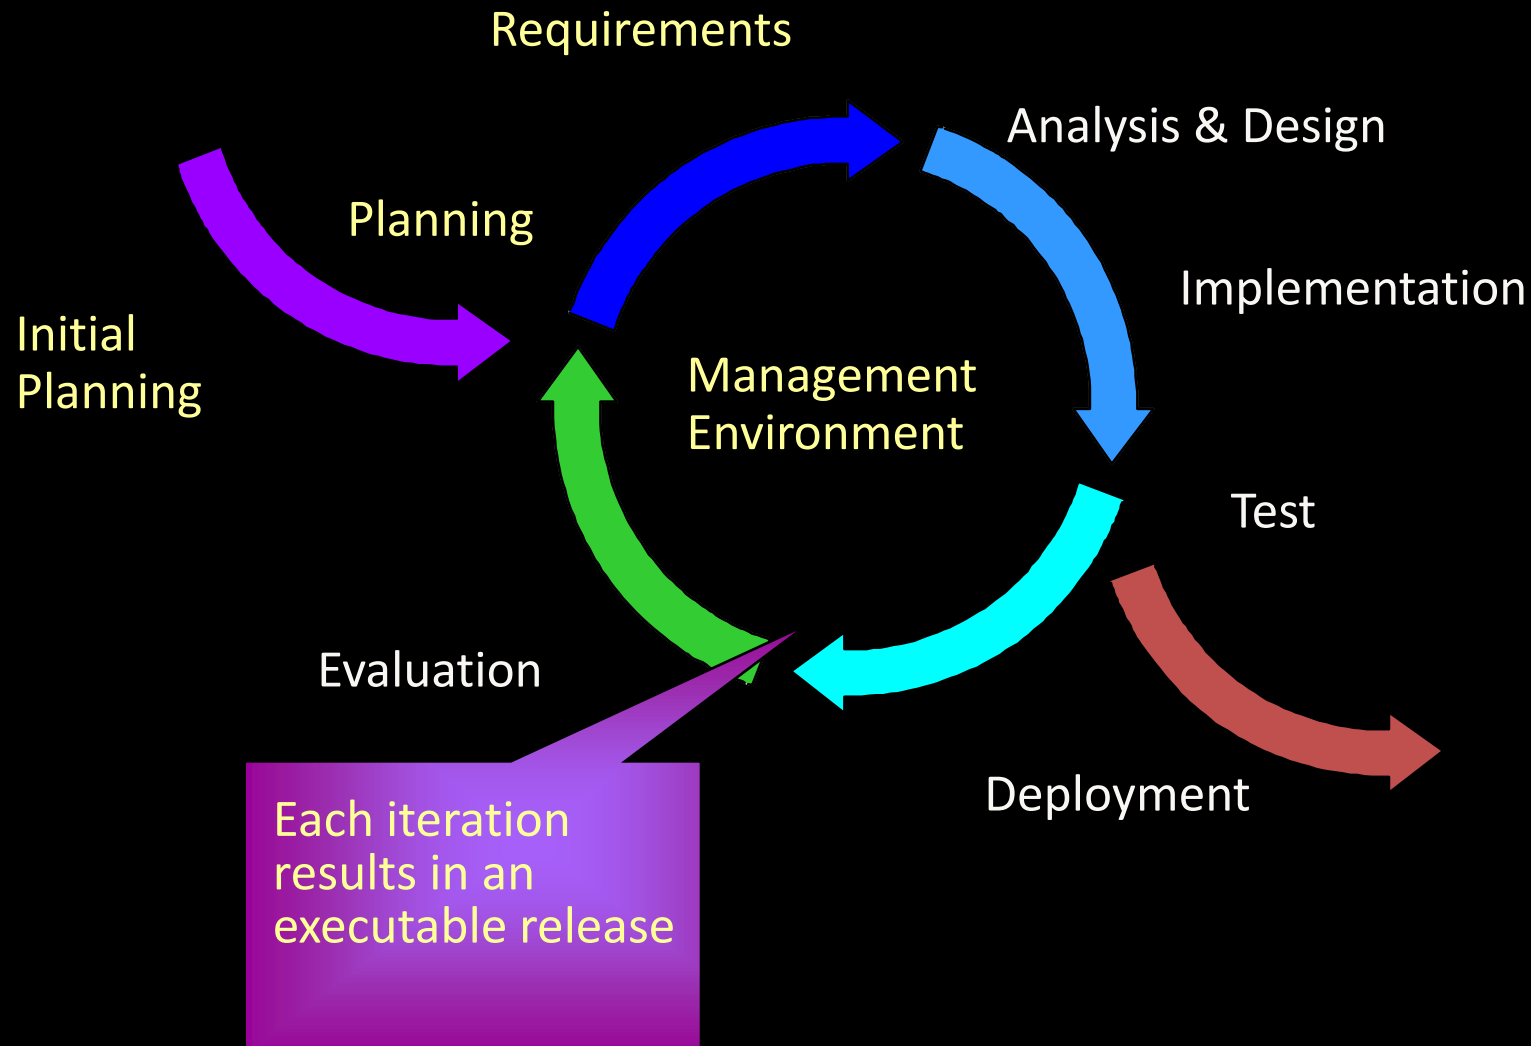 Requirements
Analysis & Design
Planning
Implementation
Initial
Planning
Management
Environment
Test
Evaluation
Deployment
Each iteration
results in an
executable release